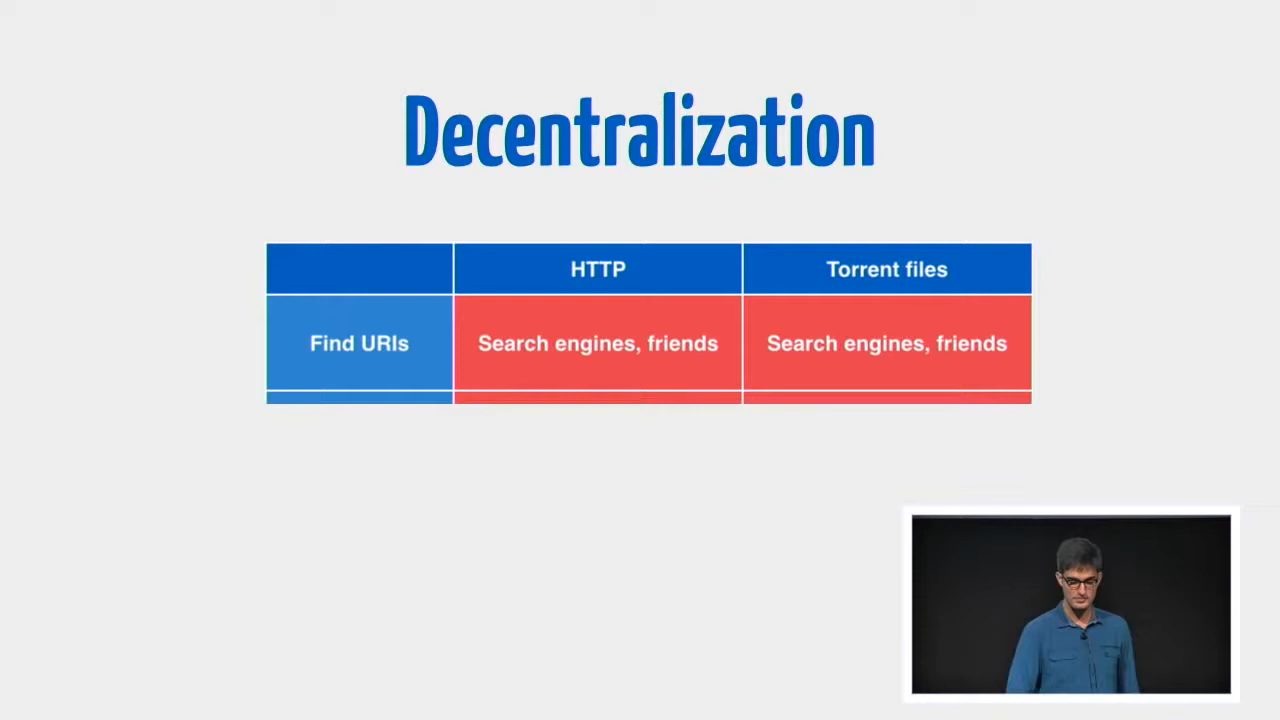 Decentralization
HTTP
Torrent files
Find URIs
Search engines, friends
Search engines, friends